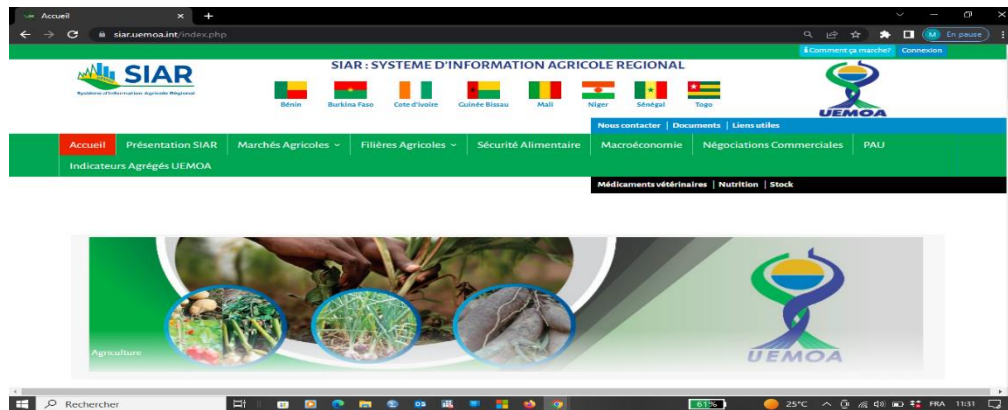 Accueil
siar.uemoa.int/index.php
M En pause
Comment ça marche? Connexion
SIAR
Système d'Information Agricole Régional
SIAR : SYSTEME D'INFORMATION AGRICOLE REGIONAL
Bénin Burkina Faso Cote d'Ivoire Guinée Bissau Mali Niger Sénégal Togo
UEMOA
Nous contacter | Documents | Liens utiles
Accueil Présentation SIAR Marchés Agricoles Filières Agricoles Sécurité Alimentaire Macroéconomie Négociations Commerciales PAU
Indicateurs Agrégés UEMOA
Médicaments vétérinaires | Nutrition | Stock
Agriculture
UEMOA
Rechercher 61% 25°C FRA 11:31